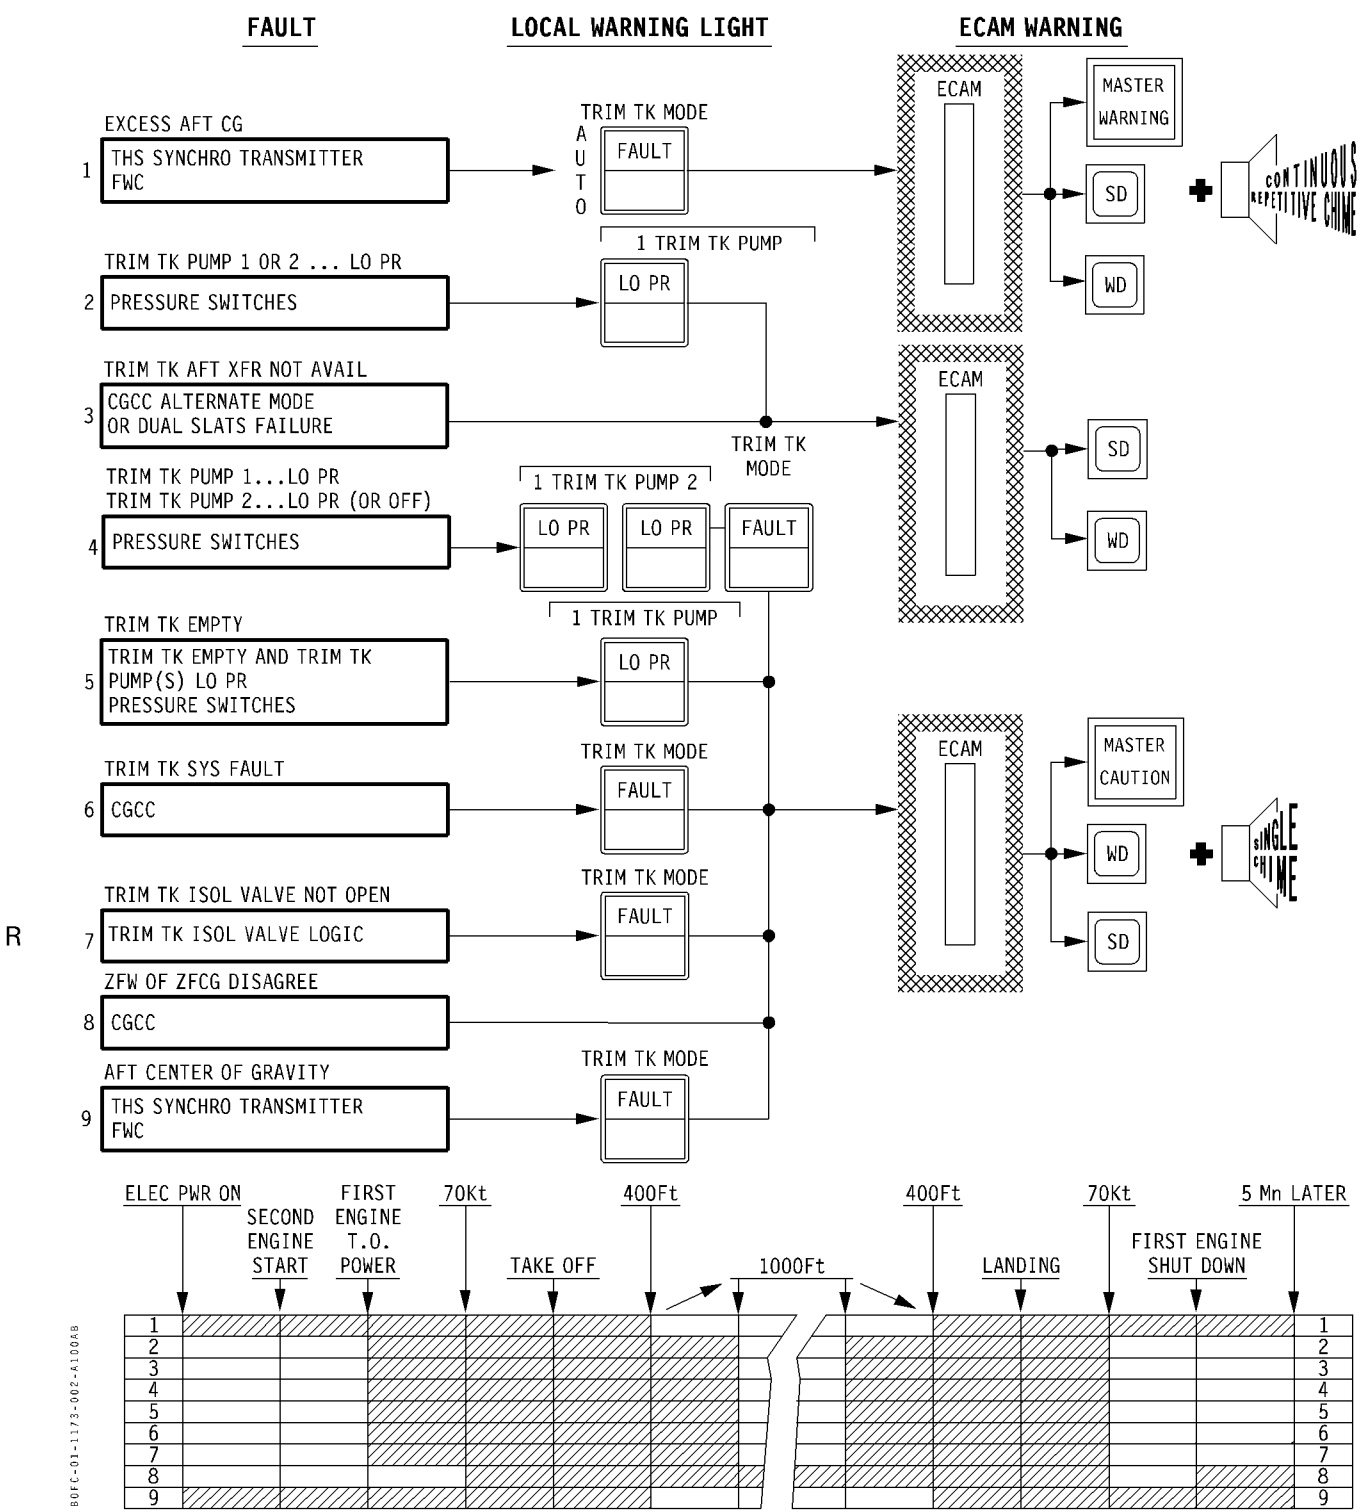 FAULT
LOCAL WARNING LIGHT
ECAM WARNING
EXCESS AFT CG
1
THS SYNCHRO TRANSMITTER
FWC
TRIM TK MODE
AUTO
FAULT
ECAM
MASTER
WARNING
SD
WD
CONTINUOUS
REPETITIVE CHIME
TRIM TK PUMP 1 OR 2 ... LO PR
2
PRESSURE SWITCHES
1 TRIM TK PUMP
LO PR
TRIM TK AFT XFR NOT AVAIL
3
CGCC ALTERNATE MODE
OR DUAL SLATS FAILURE
TRIM TK
MODE
ECAM
SD
WD
TRIM TK PUMP 1...LO PR
TRIM TK PUMP 2...LO PR (OR OFF)
4
PRESSURE SWITCHES
1 TRIM TK PUMP 2
LO PR
LO PR
FAULT
TRIM TK EMPTY
5
TRIM TK EMPTY AND TRIM TK
PUMP(S) LO PR
PRESSURE SWITCHES
1 TRIM TK PUMP
LO PR
TRIM TK SYS FAULT
6
CGCC
TRIM TK MODE
FAULT
ECAM
MASTER
CAUTION
WD
SD
SINGLE
CHIME
TRIM TK ISOL VALVE NOT OPEN
R
7
TRIM TK ISOL VALVE LOGIC
TRIM TK MODE
FAULT
ZFW OF ZFCG DISAGREE
8
CGCC
AFT CENTER OF GRAVITY
9
THS SYNCHRO TRANSMITTER
FWC
TRIM TK MODE
FAULT
ELEC PWR ON
SECOND
ENGINE
START
FIRST
ENGINE
T.O.
POWER
70Kt
TAKE OFF
400Ft
1000Ft
400Ft
LANDING
70Kt
FIRST ENGINE
SHUT DOWN
5 Mn LATER
1 1
2 2
3 3
4 4
5 5
6 6
7 7
8 8
9 9
B0FC-01-1173-002-A100AB